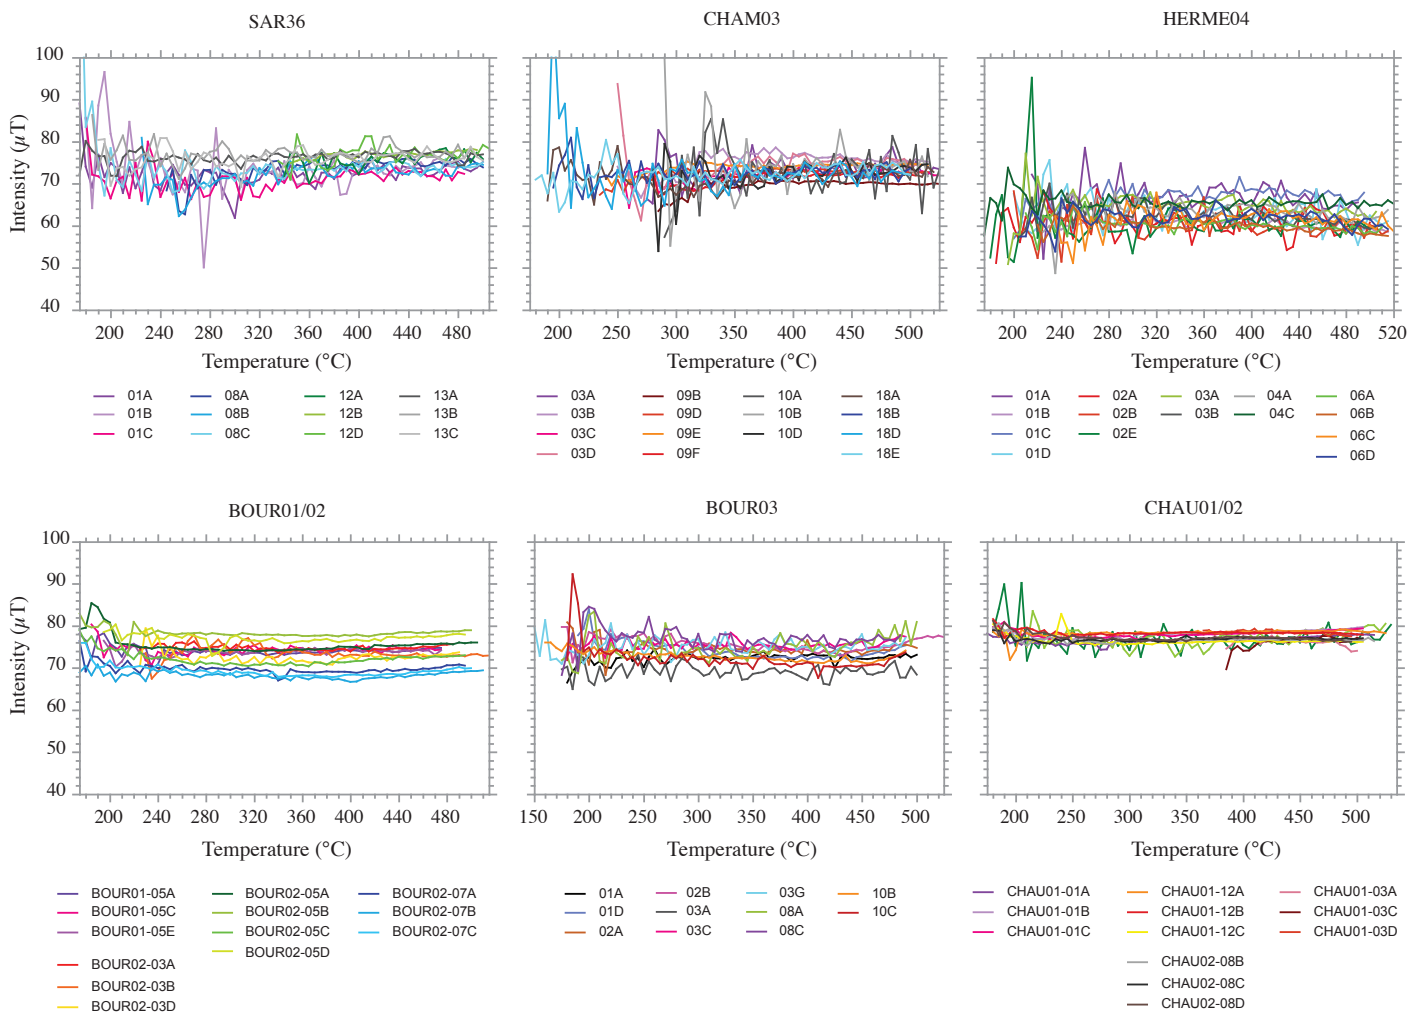 SAR36
CHAM03
HERME04
100
90
80
70
60
50
40
Intensity (µT)
200 240 280 320 360 400 440 480
200 250 300 350 400 450 500
200 240 280 320 360 400 440 480 520
Temperature (°C)
Temperature (°C)
Temperature (°C)
01A 08A 12A 13A
01B 08B 12B 13B
01C 08C 12D 13C
03A 09B 10A 18A
03B 09D 10B 18B
03C 09E 10D 18D
03D 09F 18E
01A 02A 03A 04A 06A
01B 02B 03B 04C 06B
01C 02E 06C
01D 06D
BOUR01/02
BOUR03
CHAU01/02
100
90
80
70
60
50
40
Intensity (µT)
200 240 280 320 360 400 440 480
150 200 250 300 350 400 450 500
200 250 300 350 400 450 500
Temperature (°C)
Temperature (°C)
Temperature (°C)
BOUR01-05A BOUR02-05A BOUR02-07A
BOUR01-05C BOUR02-05B BOUR02-07B
BOUR01-05E BOUR02-05C BOUR02-07C
BOUR02-05D
BOUR02-03A
BOUR02-03B
BOUR02-03D
01A 02B 03G 10B
01D 03A 08A 10C
02A 03C 08C
CHAU01-01A CHAU01-12A CHAU01-03A
CHAU01-01B CHAU01-12B CHAU01-03C
CHAU01-01C CHAU01-12C CHAU01-03D
CHAU02-08B
CHAU02-08C
CHAU02-08D